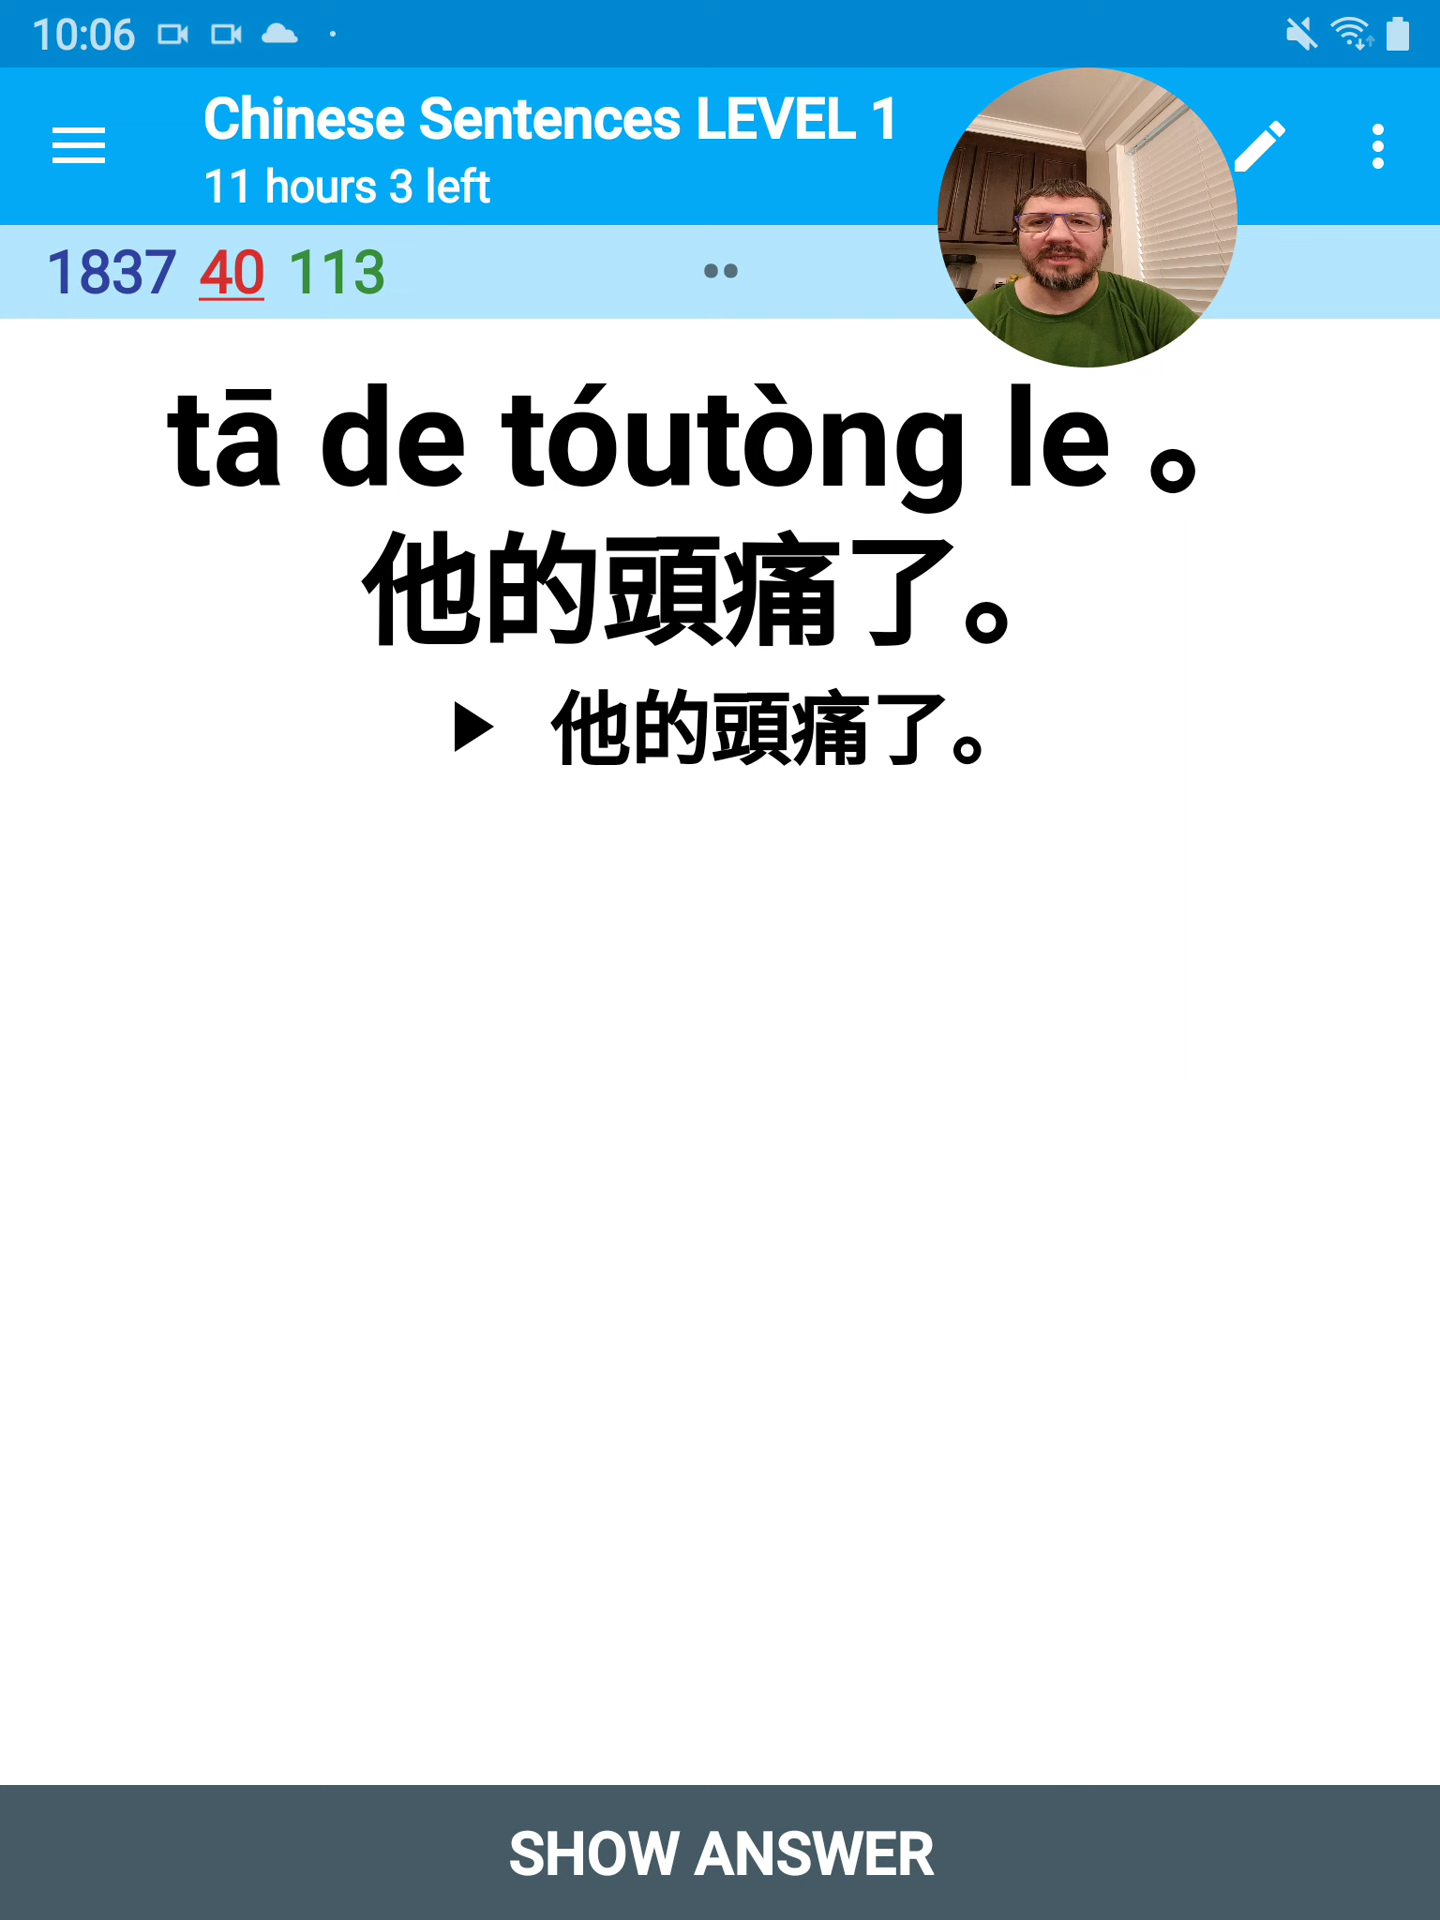 10:06
Chinese Sentences LEVEL 1
11 hours 3 left
1837 40 113
tā de tóutòng le 。
他的頭痛了。
他的頭痛了。
SHOW ANSWER